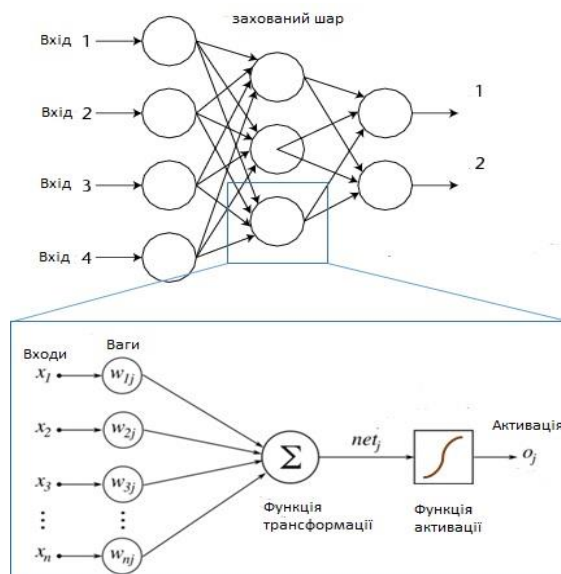 захований шар
Вхід 1
1
Вхід 2
2
Вхід 3
Вхід 4
Входи
Ваги
x1
w1j
x2
w2j
x3
w3j
⋮
⋮
xn
wnj
Σ
netj
Активація
oj
Функція
трансформації
Функція
активації